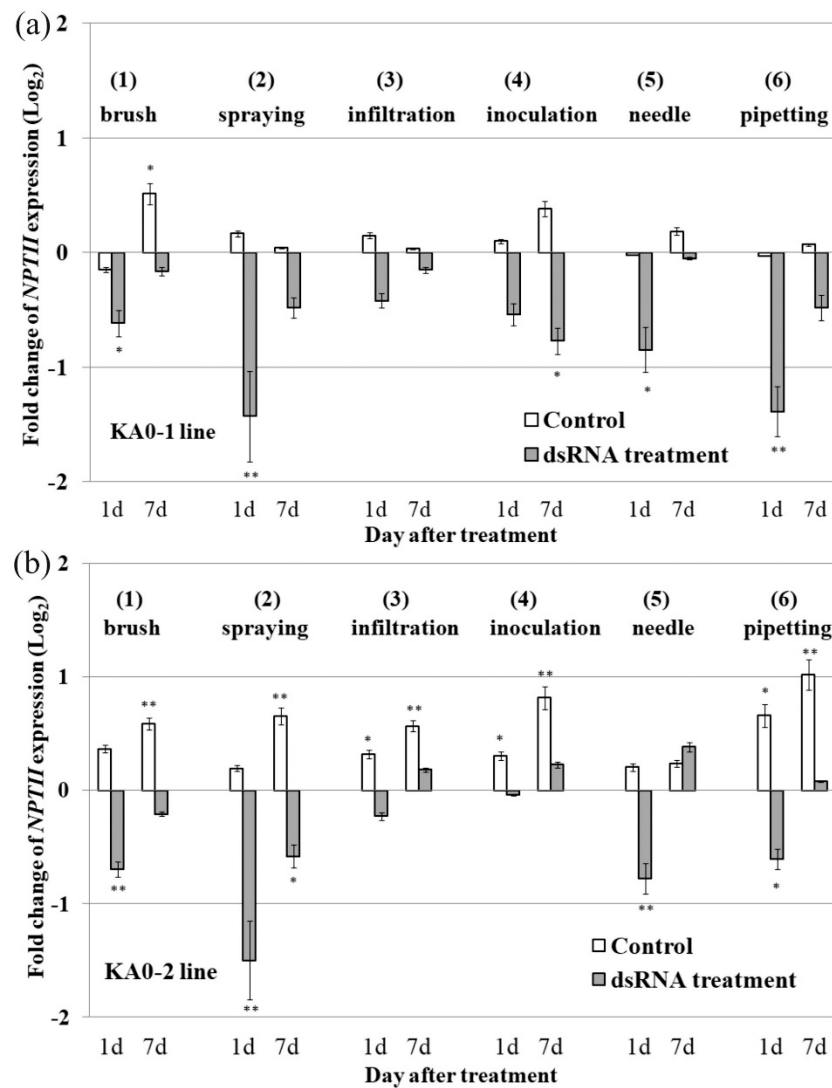 (a)
2
1
0
-1
-2
Fold change of NPTII expression (Log2)
(1) (2) (3) (4) (5) (6)
brush spraying infiltration inoculation needle pipetting
*
*
**
*
*
**
KA0-1 line
Control
dsRNA treatment
1d 7d 1d 7d 1d 7d 1d 7d 1d 7d 1d 7d
Day after treatment
(b)
2
1
0
-1
-2
Fold change of NPTII expression (Log2)
(1) (2) (3) (4) (5) (6)
brush spraying infiltration inoculation needle pipetting
** ** * ** * ** * **
** ** * ** *
KA0-2 line
Control
dsRNA treatment
1d 7d 1d 7d 1d 7d 1d 7d 1d 7d 1d 7d
Day after treatment